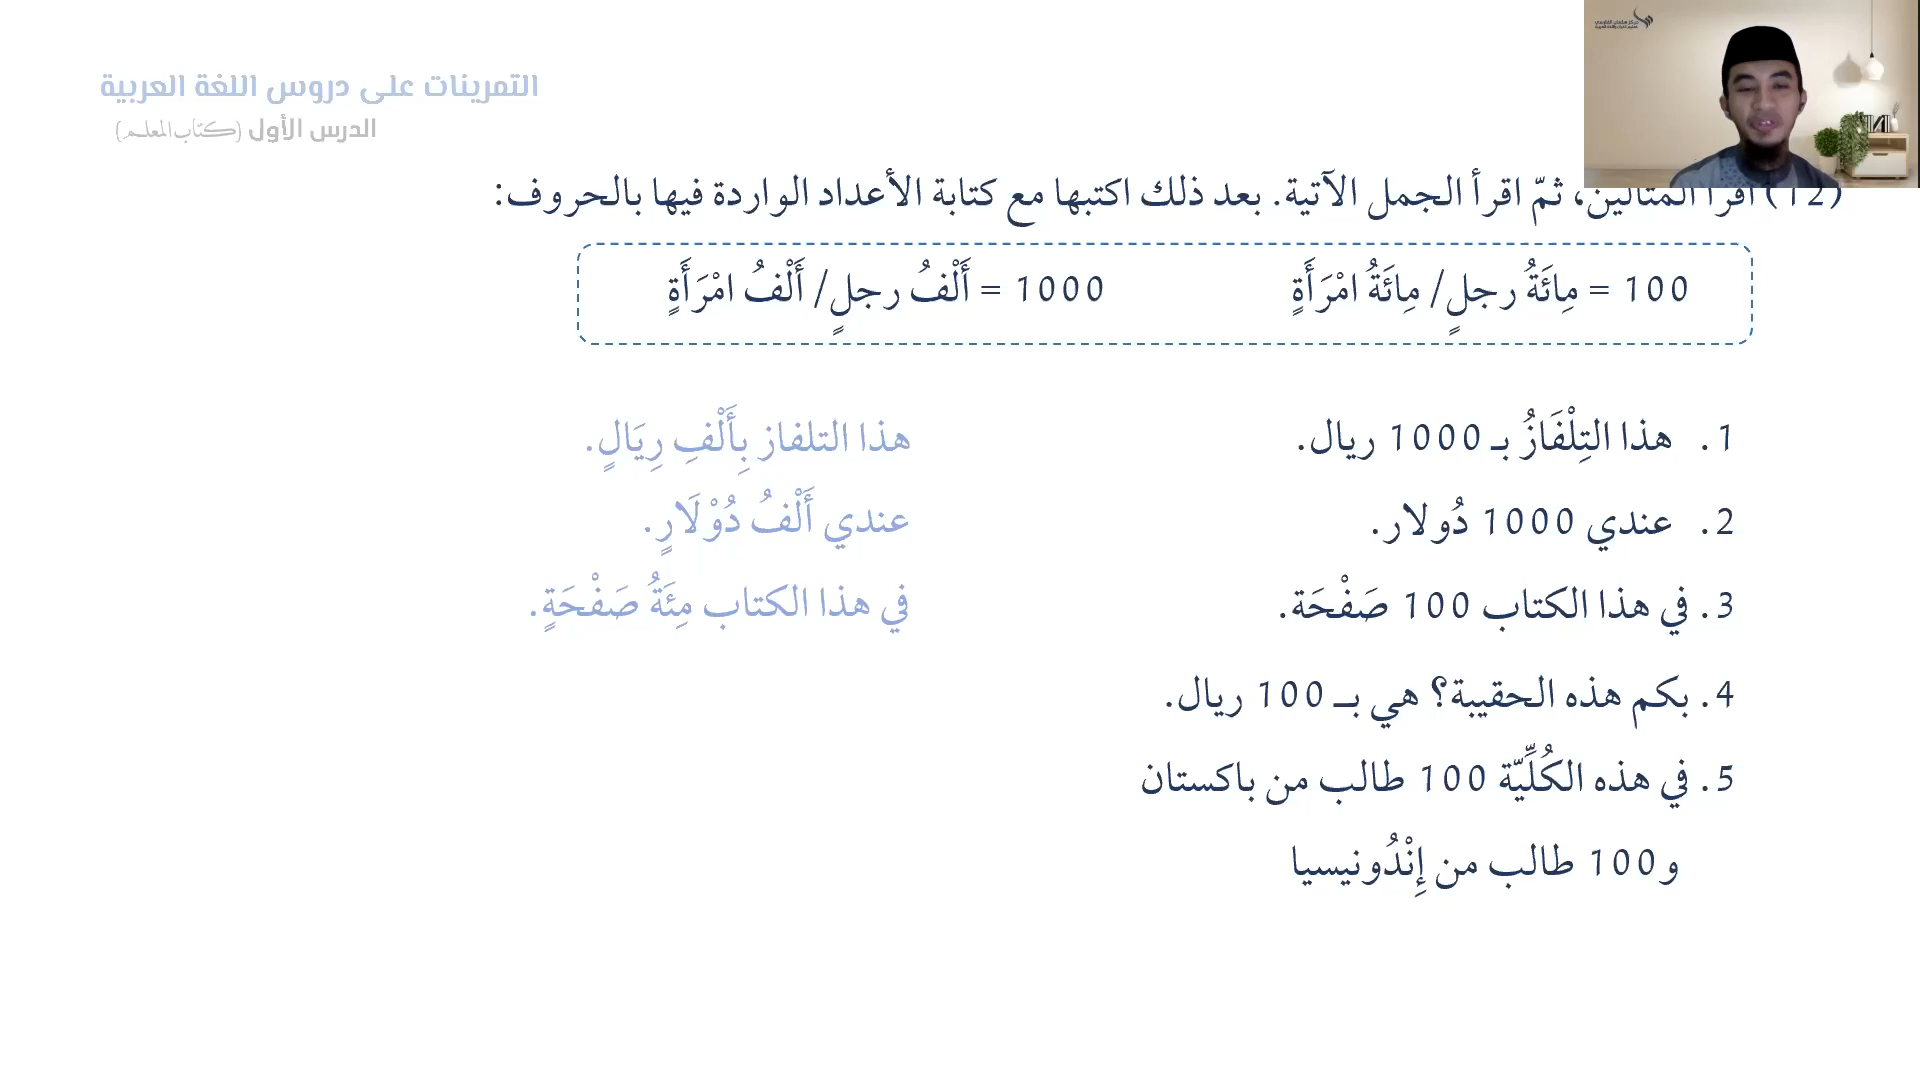 التمرينات على دروس اللغة العربية
الدرس الأول (كتاب المعلم)
(12) اقرأ المثالين، ثمّ اقرأ الجمل الآتية. بعد ذلك اكتبها مع كتابة الأعداد الواردة فيها بالحروف:
100 = مِائَةُ رجلٍ/ مِائَةُ امْرَأَةٍ
1000 = أَلْفُ رجلٍ/ أَلْفُ امْرَأَةٍ
1. هذا التِلْفَازُ بـ 1000 ريال.
هذا التلفاز بِأَلْفِ رِيَالٍ.
2. عندي 1000 دُولار.
عندي أَلْفُ دُوْلَارٍ.
3. في هذا الكتاب 100 صَفْحَة.
في هذا الكتاب مِئَةُ صَفْحَةٍ.
4. بكم هذه الحقيبة؟ هي بــ 100 ريال.
5. في هذه الكُلِّيّة 100 طالب من باكستان
و100 طالب من إِنْدُونيسيا